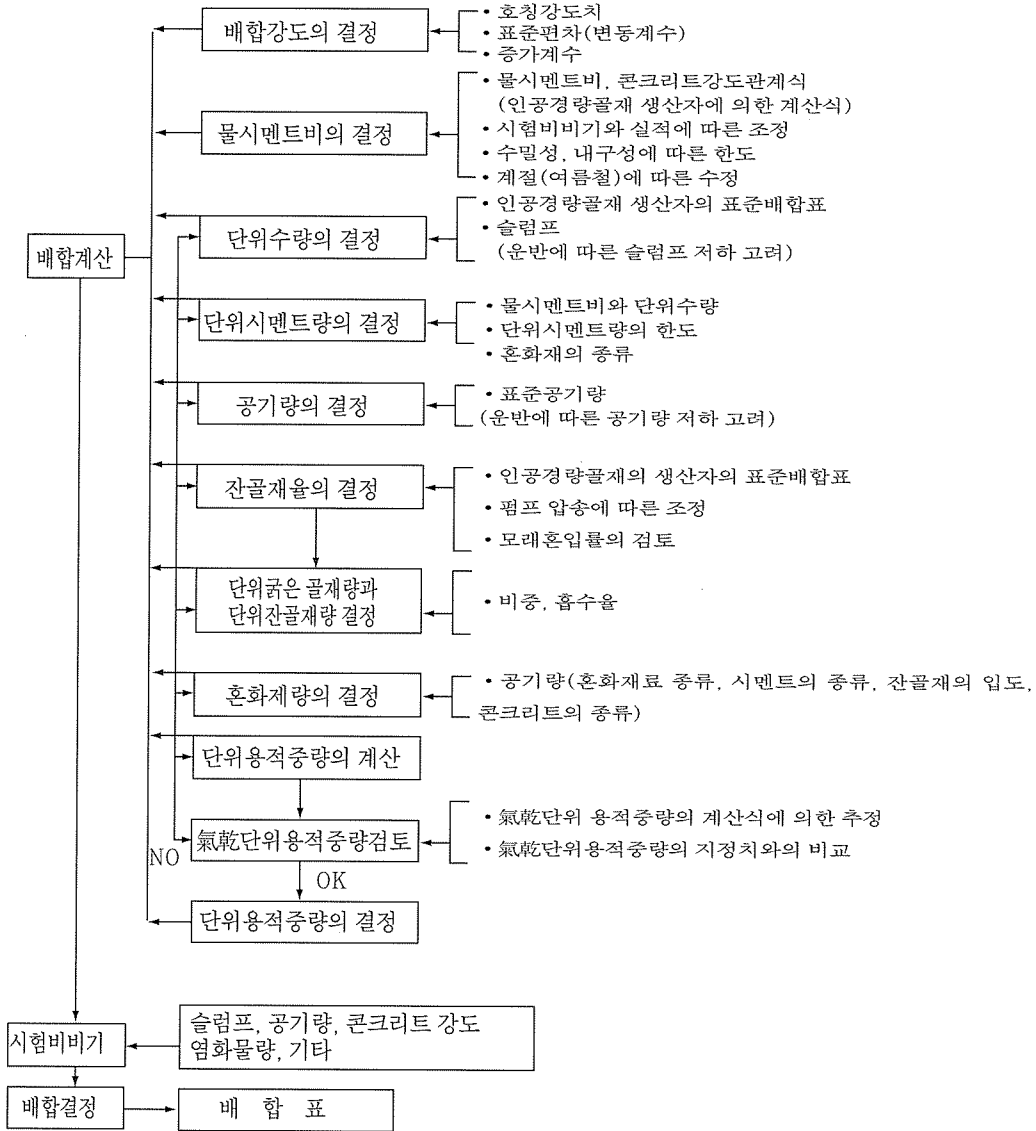 배합강도의 결정
• 호칭강도치
• 표준편차(변동계수)
• 증가계수
물시멘트비의 결정
• 물시멘트비, 콘크리트강도관계식
(인공경량골재 생산자에 의한 계산식)
• 시험비비기와 실적에 따른 조정
• 수밀성, 내구성에 따른 한도
• 계절(여름철)에 따른 수정
배합계산
단위수량의 결정
• 인공경량골재 생산자의 표준배합표
• 슬럼프
(운반에 따른 슬럼프 저하 고려)
단위시멘트량의 결정
• 물시멘트비와 단위수량
• 단위시멘트량의 한도
• 혼화재의 종류
공기량의 결정
• 표준공기량
(운반에 따른 공기량 저하 고려)
잔골재율의 결정
• 인공경량골재의 생산자의 표준배합표
• 펌프 압송에 따른 조정
• 모래혼입률의 검토
단위굵은 골재량과
단위잔골재량 결정
• 비중, 흡수율
혼화제량의 결정
• 공기량(혼화재료 종류, 시멘트의 종류, 잔골재의 입도,
콘크리트의 종류)
단위용적중량의 계산
氣乾단위용적중량검토
• 氣乾단위 용적중량의 계산식에 의한 추정
• 氣乾단위용적중량의 지정치와의 비교
NO
OK
단위용적중량의 결정
시험비비기
슬럼프, 공기량, 콘크리트 강도
염화물량, 기타
배합결정
배 합 표